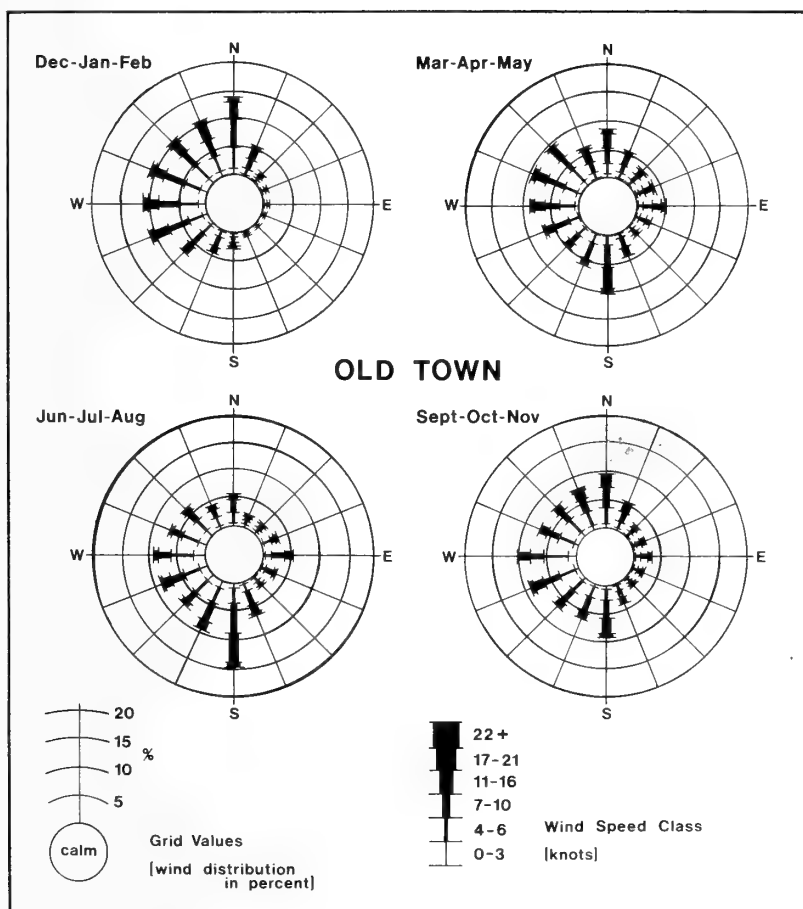 Dec-Jan-Feb
N
W
E
S
Mar-Apr-May
N
W
E
S
OLD TOWN
Jun-Jul-Aug
N
W
E
S
Sept-Oct-Nov
N
W
E
S
20
15
%
10
5
calm
Grid Values
[wind distribution
in percent]
22+
17-21
11-16
7-10
4-6
0-3
Wind Speed Class
[knots]